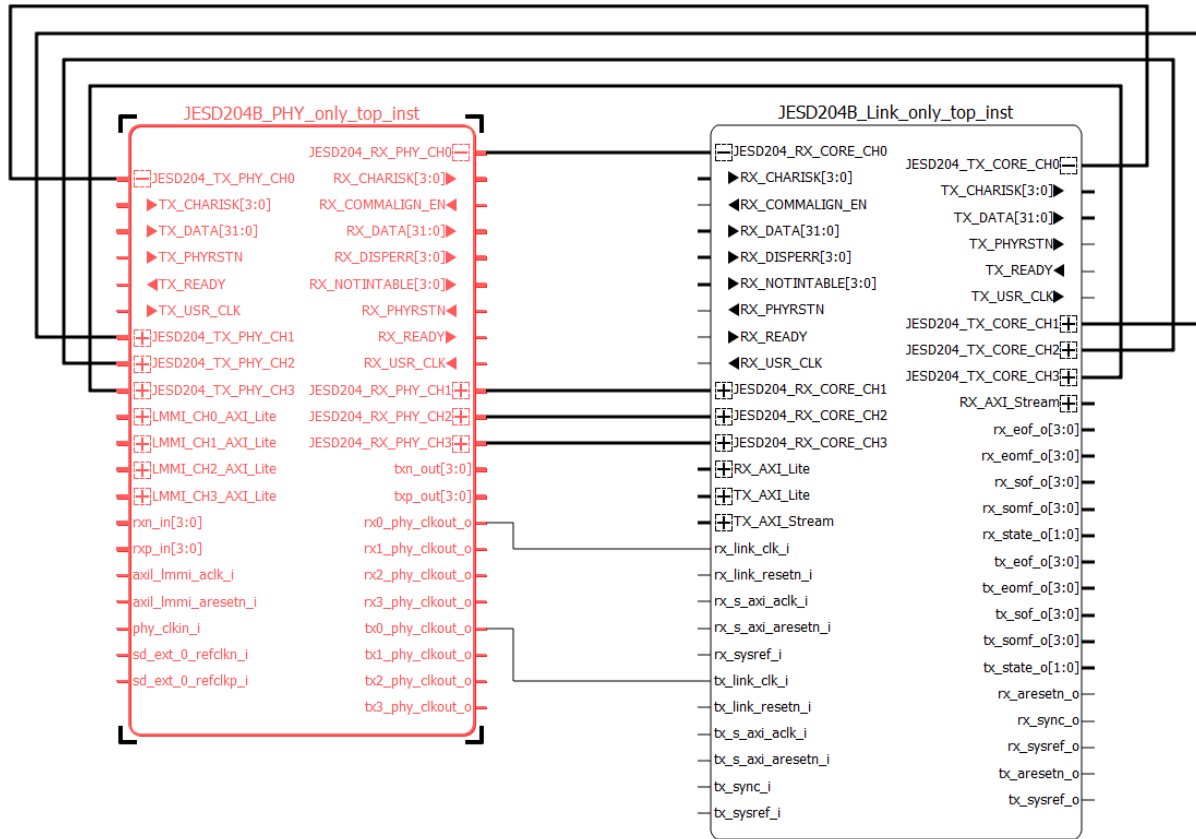 JESD204B_PHY_only_top_inst
JESD204_RX_PHY_CH0
JESD204_TX_PHY_CH0 RX_CHARISK[3:0]
TX_CHARISK[3:0] RX_COMMALIGN_EN
TX_DATA[31:0] RX_DATA[31:0]
TX_PHYRSTN RX_DISPERR[3:0]
TX_READY RX_NOTINTABLE[3:0]
TX_USR_CLK RX_PHYRSTN
JESD204_TX_PHY_CH1 RX_READY
JESD204_TX_PHY_CH2 RX_USR_CLK
JESD204_TX_PHY_CH3 JESD204_RX_PHY_CH1
LMMI_CH0_AXI_Lite JESD204_RX_PHY_CH2
LMMI_CH1_AXI_Lite JESD204_RX_PHY_CH3
LMMI_CH2_AXI_Lite txn_out[3:0]
LMMI_CH3_AXI_Lite txp_out[3:0]
rxn_in[3:0] rx0_phy_clkout_o
rxp_in[3:0] rx1_phy_clkout_o
axil_lmmi_aclk_i rx2_phy_clkout_o
axil_lmmi_aresetn_i rx3_phy_clkout_o
phy_clkin_i tx0_phy_clkout_o
sd_ext_0_refclkn_i tx1_phy_clkout_o
sd_ext_0_refclkp_i tx2_phy_clkout_o
tx3_phy_clkout_o
JESD204B_Link_only_top_inst
JESD204_RX_CORE_CH0 JESD204_TX_CORE_CH0
RX_CHARISK[3:0] TX_CHARISK[3:0]
RX_COMMALIGN_EN TX_DATA[31:0]
RX_DATA[31:0] TX_PHYRSTN
RX_DISPERR[3:0] TX_READY
RX_NOTINTABLE[3:0] TX_USR_CLK
RX_PHYRSTN JESD204_TX_CORE_CH1
RX_READY JESD204_TX_CORE_CH2
RX_USR_CLK JESD204_TX_CORE_CH3
JESD204_RX_CORE_CH1 RX_AXI_Stream
JESD204_RX_CORE_CH2 rx_eof_o[3:0]
JESD204_RX_CORE_CH3 rx_eomf_o[3:0]
RX_AXI_Lite rx_sof_o[3:0]
TX_AXI_Lite rx_somf_o[3:0]
TX_AXI_Stream rx_state_o[1:0]
rx_link_clk_i tx_eof_o[3:0]
rx_link_resetn_i tx_eomf_o[3:0]
rx_s_axi_aclk_i tx_sof_o[3:0]
rx_s_axi_aresetn_i tx_somf_o[3:0]
rx_sysref_i tx_state_o[1:0]
tx_link_clk_i rx_aresetn_o
tx_link_resetn_i rx_sync_o
tx_s_axi_aclk_i rx_sysref_o
tx_s_axi_aresetn_i tx_aresetn_o
tx_sync_i tx_sysref_o
tx_sysref_i